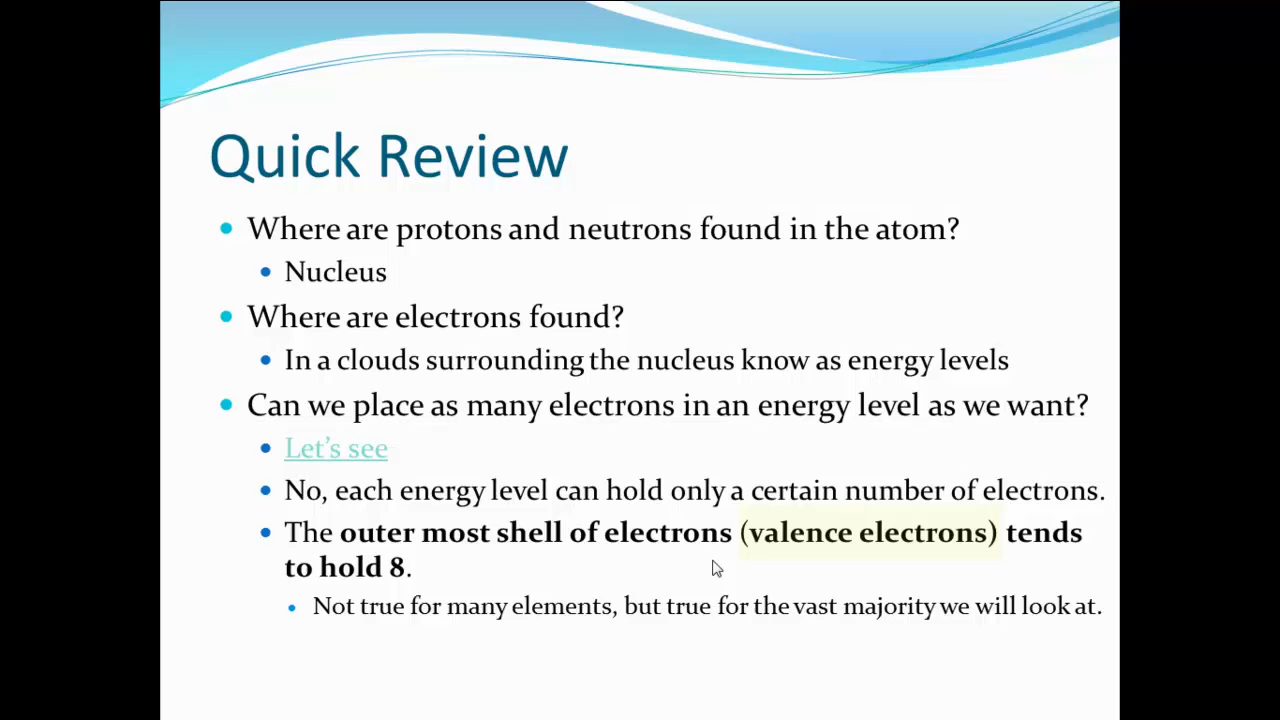 Quick Review
Where are protons and neutrons found in the atom?
Nucleus
Where are electrons found?
In a clouds surrounding the nucleus know as energy levels
Can we place as many electrons in an energy level as we want?
Let's see
No, each energy level can hold only a certain number of electrons.
The outer most shell of electrons (valence electrons) tends
to hold 8.
Not true for many elements, but true for the vast majority we will look at.